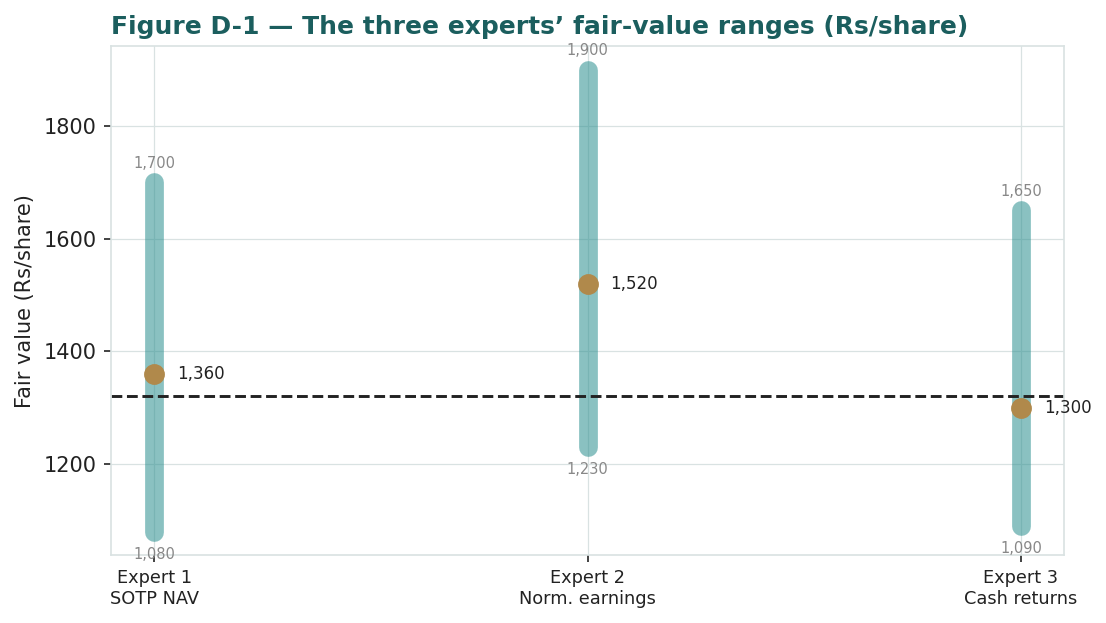 Figure D-1 — The three experts’ fair-value ranges (Rs/share)
Fair value (Rs/share)
1800
1600
1400
1200
1,700
1,360
1,080
1,900
1,520
1,230
1,650
1,300
1,090
Expert 1
SOTP NAV
Expert 2
Norm. earnings
Expert 3
Cash returns